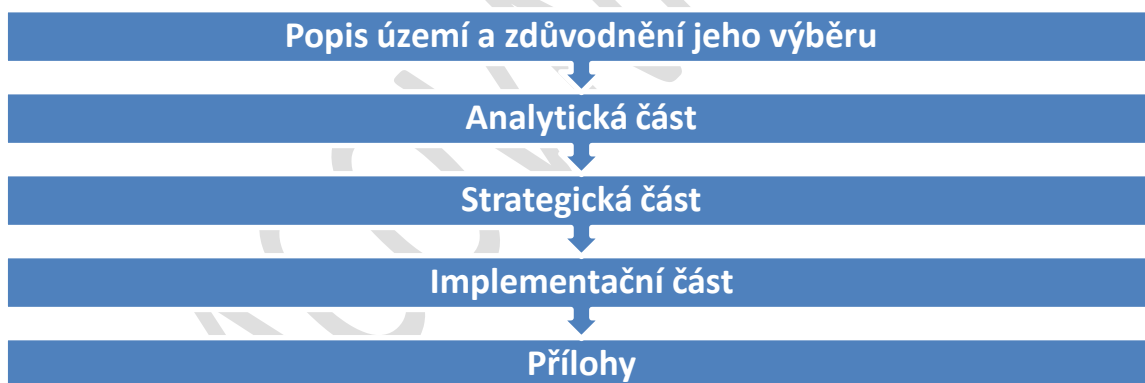 Popis území a zdůvodnění jeho výběru
Analytická část
Strategická část
Implementační část
Přílohy